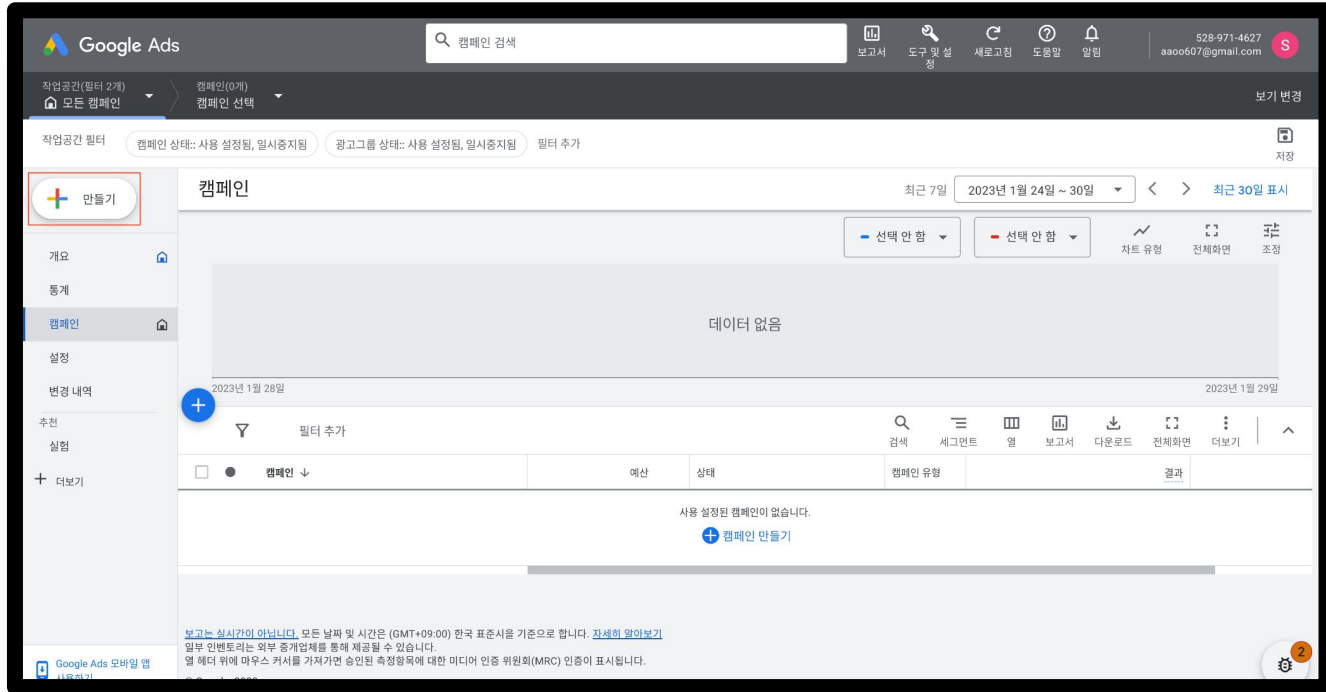 Google Ads
캠페인 검색
보고서
도구 및 설정
새로고침
도움말
알림
528-971-4627
aaoo607@gmail.com
S
작업공간(필터 2개)
모든 캠페인
캠페인(0개)
캠페인 선택
보기 변경
작업공간 필터
캠페인 상태:: 사용 설정됨, 일시중지됨
광고그룹 상태:: 사용 설정됨, 일시중지됨
필터 추가
저장
만들기
캠페인
최근 7일
2023년 1월 24일 ~ 30일
최근 30일 표시
선택 안 함
선택 안 함
차트 유형
전체화면
조정
개요
통계
캠페인
설정
변경 내역
추천
실험
더보기
데이터 없음
2023년 1월 28일
2023년 1월 29일
필터 추가
검색
세그먼트
열
보고서
다운로드
전체화면
더보기
캠페인
예산
상태
캠페인 유형
결과
사용 설정된 캠페인이 없습니다.
캠페인 만들기
보고는 실시간이 아닙니다. 모든 날짜 및 시간은 (GMT+09:00) 한국 표준시을 기준으로 합니다. 자세히 알아보기
일부 인벤토리는 외부 중개업체를 통해 제공될 수 있습니다.
열 헤더 위에 마우스 커서를 가져가면 승인된 측정항목에 대한 미디어 인증 위원회(MRC) 인증이 표시됩니다.
Google Ads 모바일 앱
2